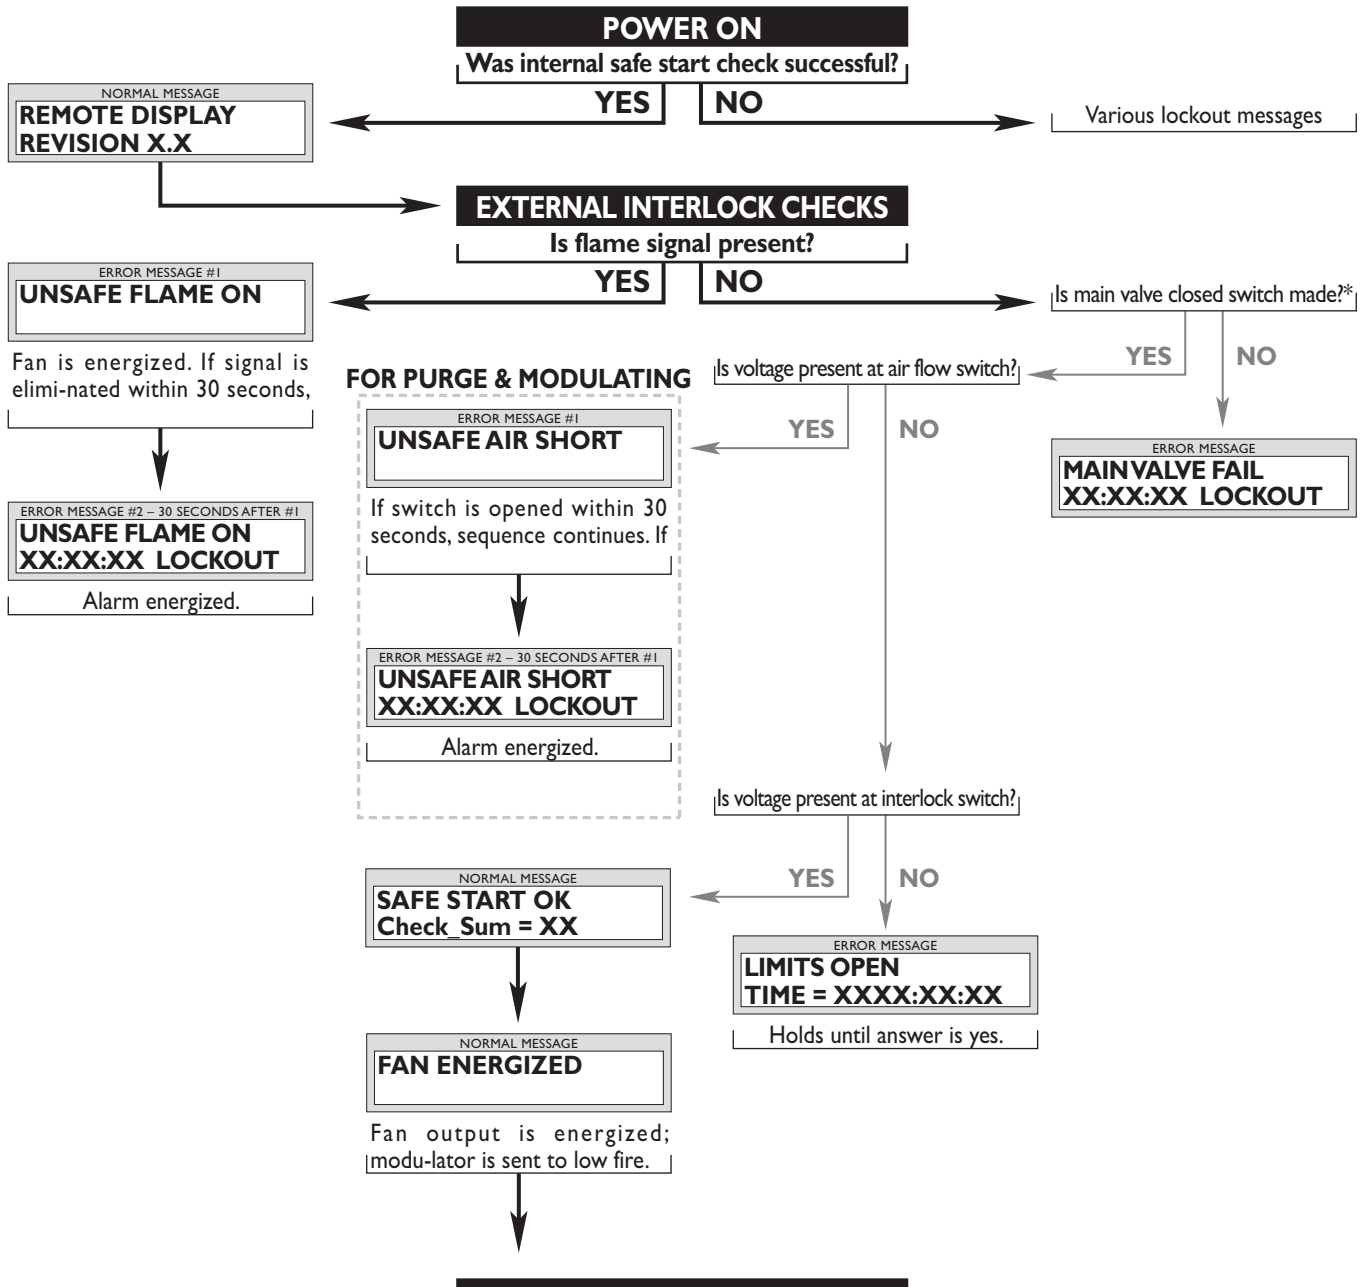 POWER ON
Was internal safe start check successful?
YES
NO
NORMAL MESSAGE
REMOTE DISPLAY
REVISION X.X
Various lockout messages
EXTERNAL INTERLOCK CHECKS
Is flame signal present?
YES
NO
ERROR MESSAGE #1
UNSAFE FLAME ON
Fan is energized. If signal is
elimi-nated within 30 seconds,
ERROR MESSAGE #2 – 30 SECONDS AFTER #1
UNSAFE FLAME ON
XX:XX:XX LOCKOUT
Alarm energized.
Is main valve closed switch made?*
YES
NO
ERROR MESSAGE
MAIN VALVE FAIL
XX:XX:XX LOCKOUT
Is voltage present at air flow switch?
YES
NO
FOR PURGE & MODULATING
ERROR MESSAGE #1
UNSAFE AIR SHORT
If switch is opened within 30
seconds, sequence continues. If
ERROR MESSAGE #2 – 30 SECONDS AFTER #1
UNSAFE AIR SHORT
XX:XX:XX LOCKOUT
Alarm energized.
Is voltage present at interlock switch?
YES
NO
NORMAL MESSAGE
SAFE START OK
Check_Sum = XX
ERROR MESSAGE
LIMITS OPEN
TIME = XXXX:XX:XX
Holds until answer is yes.
NORMAL MESSAGE
FAN ENERGIZED
Fan output is energized;
modu-lator is sent to low fire.